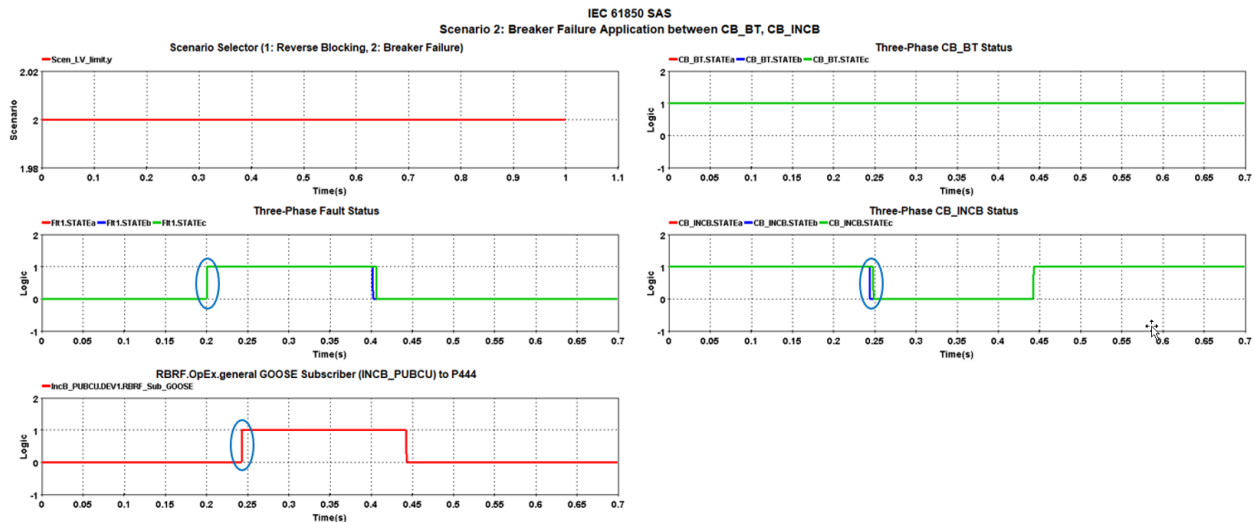 IEC 61850 SAS
Scenario 2: Breaker Failure Application between CB_BT, CB_INCB
Scenario Selector (1: Reverse Blocking, 2: Breaker Failure)
Scen_LV_limit.y
2.02
2
1.98
Scenario
0 0.1 0.2 0.3 0.4 0.5 0.6 0.7 0.8 0.9 1 1.1
Time(s)
Three-Phase CB_BT Status
CB_BT.STATEa CB_BT.STATEb CB_BT.STATEc
2
1
0
-1
Logic
0 0.05 0.1 0.15 0.2 0.25 0.3 0.35 0.4 0.45 0.5 0.55 0.6 0.65 0.7
Time(s)
Three-Phase Fault Status
Flt1.STATEa Flt1.STATEb Flt1.STATEc
2
1
0
-1
Logic
0 0.05 0.1 0.15 0.2 0.25 0.3 0.35 0.4 0.45 0.5 0.55 0.6 0.65 0.7
Time(s)
Three-Phase CB_INCB Status
CB_INCB.STATEa CB_INCB.STATEb CB_INCB.STATEc
2
1
0
-1
Logic
0 0.05 0.1 0.15 0.2 0.25 0.3 0.35 0.4 0.45 0.5 0.55 0.6 0.65 0.7
Time(s)
RBRF.OpEx.general GOOSE Subscriber (INCB_PUBCU) to P444
IncB_PUBCU.DEV1.RBRF_Sub_GOOSE
2
1
0
-1
Logic
0 0.05 0.1 0.15 0.2 0.25 0.3 0.35 0.4 0.45 0.5 0.55 0.6 0.65 0.7
Time(s)